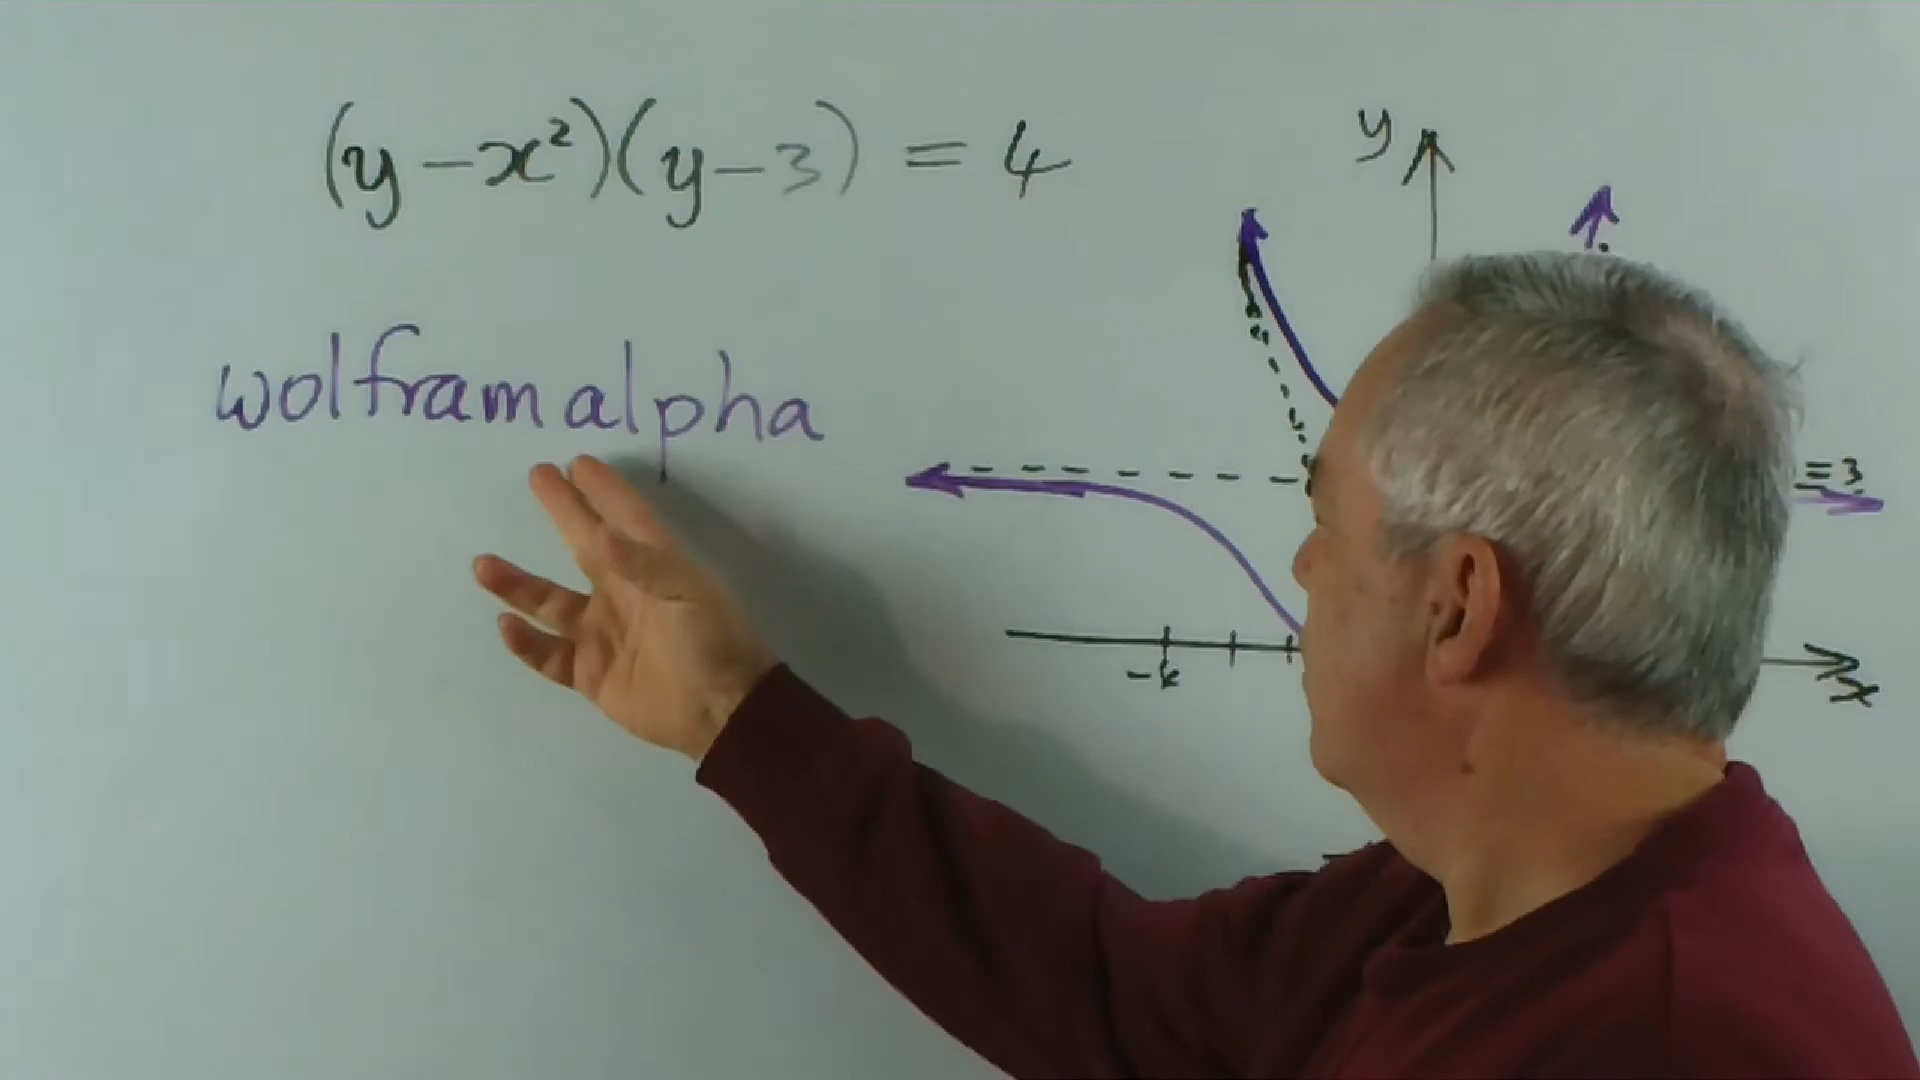 (y-x²)(y-3) = 4
y
wolframalpha
=3
x